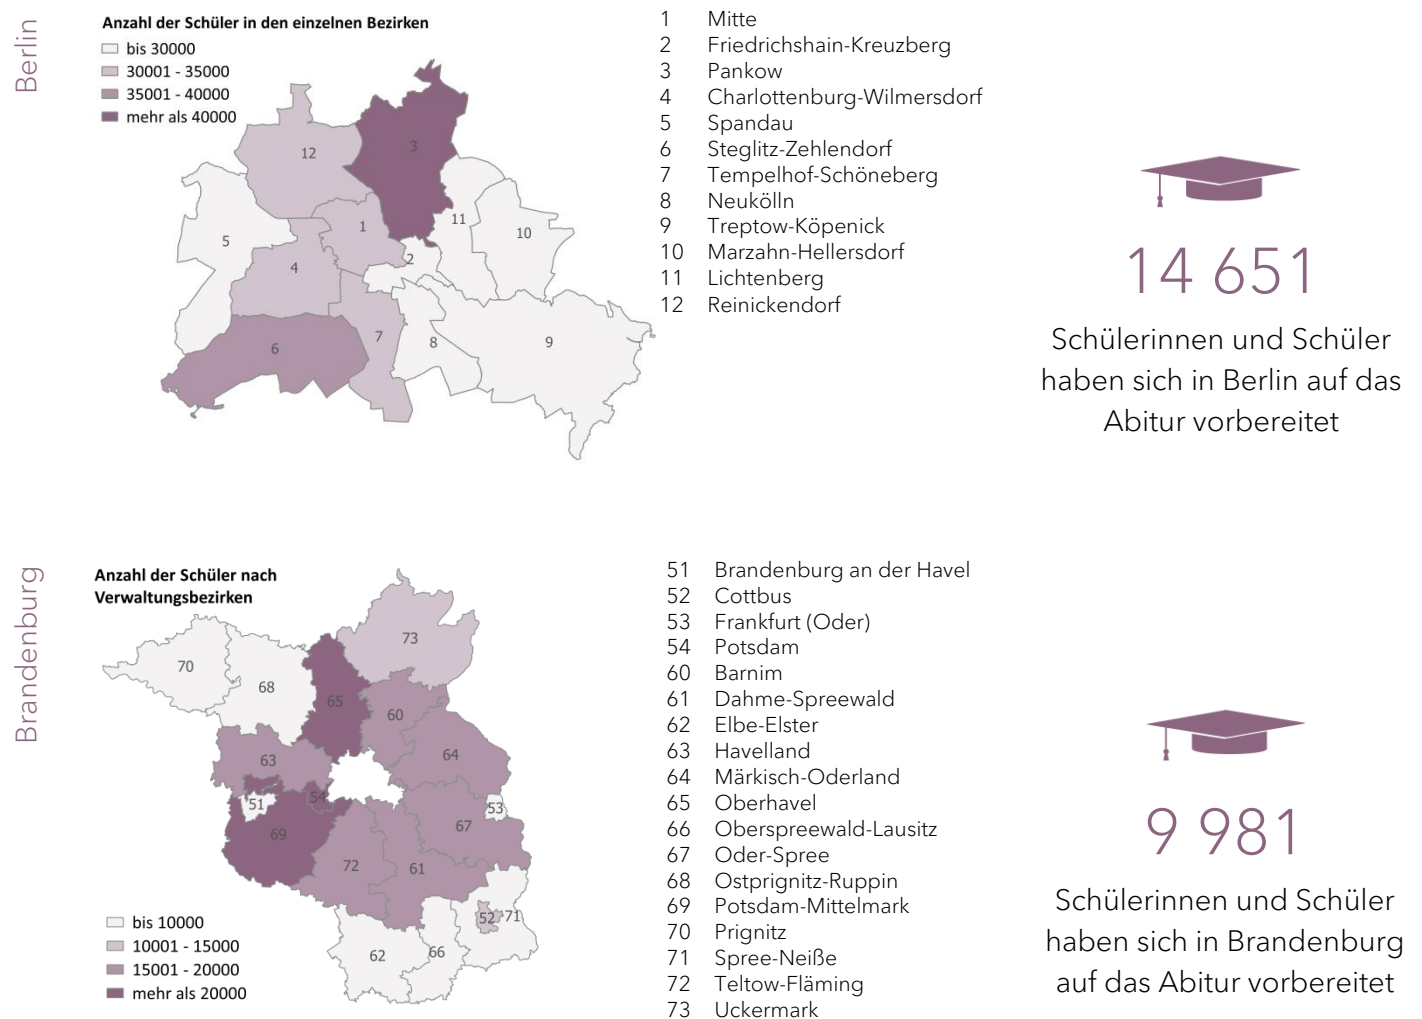 Berlin
Anzahl der Schüler in den einzelnen Bezirken
bis 30000
30001 - 35000
35001 - 40000
mehr als 40000
12
3
5
1
11
10
4
2
6
7
8
9
1 Mitte
2 Friedrichshain-Kreuzberg
3 Pankow
4 Charlottenburg-Wilmersdorf
5 Spandau
6 Steglitz-Zehlendorf
7 Tempelhof-Schöneberg
8 Neukölln
9 Treptow-Köpenick
10 Marzahn-Hellersdorf
11 Lichtenberg
12 Reinickendorf
14 651
Schülerinnen und Schüler
haben sich in Berlin auf das
Abitur vorbereitet
Brandenburg
Anzahl der Schüler nach
Verwaltungsbezirken
73
70
68
65
60
63
64
54
51
53
69
67
72
61
52
71
62
66
bis 10000
10001 - 15000
15001 - 20000
mehr als 20000
51 Brandenburg an der Havel
52 Cottbus
53 Frankfurt (Oder)
54 Potsdam
60 Barnim
61 Dahme-Spreewald
62 Elbe-Elster
63 Havelland
64 Märkisch-Oderland
65 Oberhavel
66 Oberspreewald-Lausitz
67 Oder-Spree
68 Ostprignitz-Ruppin
69 Potsdam-Mittelmark
70 Prignitz
71 Spree-Neiße
72 Teltow-Fläming
73 Uckermark
9 981
Schülerinnen und Schüler
haben sich in Brandenburg
auf das Abitur vorbereitet